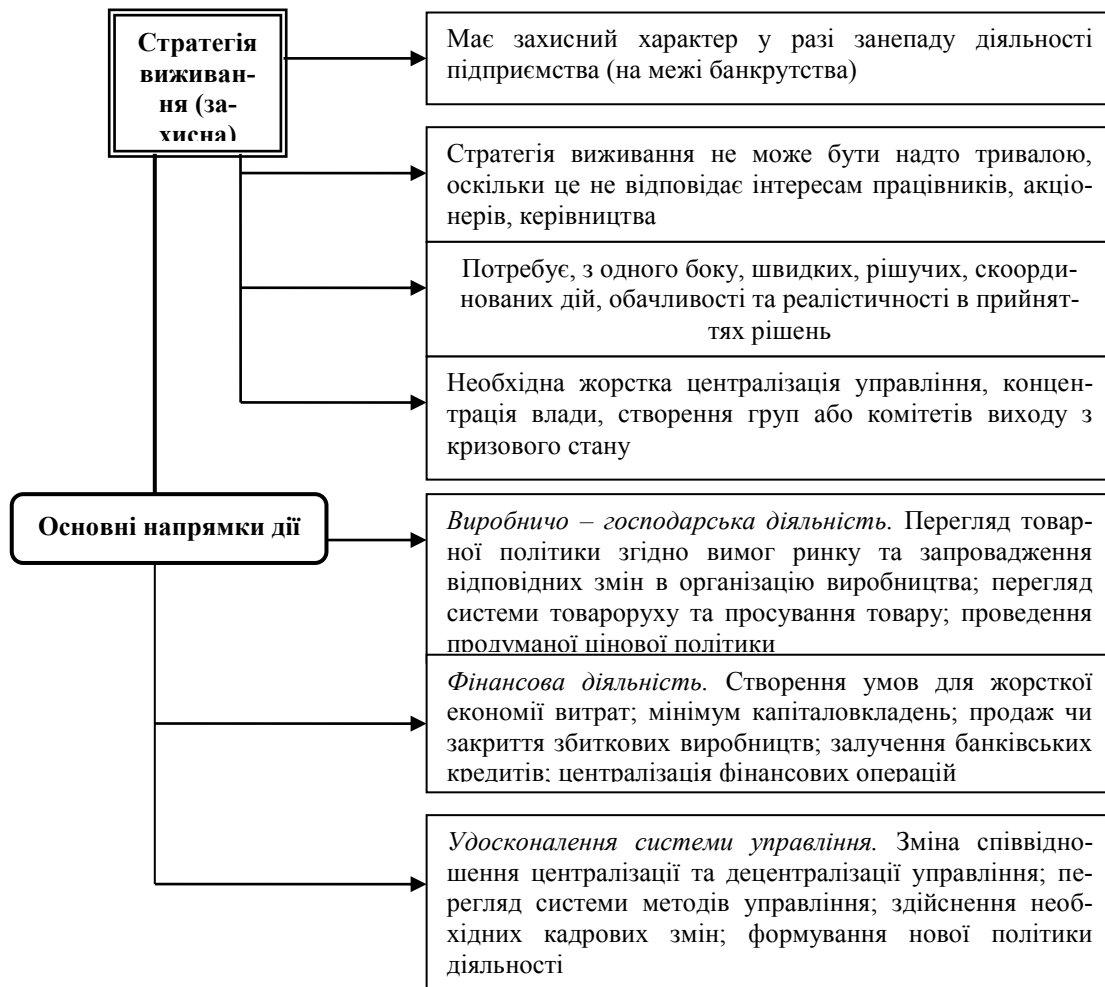 Стратегія
виживан-
ня (за-
хисна)
Має захисний характер у разі занепаду діяльності
підприємства (на межі банкрутства)
Стратегія виживання не може бути надто тривалою,
оскільки це не відповідає інтересам працівників, акціо-
нерів, керівництва
Потребує, з одного боку, швидких, рішучих, скоорди-
нованих дій, обачливості та реалістичності в прийнят-
тях рішень
Необхідна жорстка централізація управління, концен-
трація влади, створення груп або комітетів виходу з
кризового стану
Основні напрямки дії
Виробничо – господарська діяльність. Перегляд товар-
ної політики згідно вимог ринку та запровадження
відповідних змін в організацію виробництва; перегляд
системи товароруху та просування товару; проведення
продуманої цінової політики
Фінансова діяльність. Створення умов для жорсткої
економії витрат; мінімум капіталовкладень; продаж чи
закриття збиткових виробництв; залучення банківських
кредитів; централізація фінансових операцій
Удосконалення системи управління. Зміна співвідно-
шення централізації та децентралізації управління; пе-
регляд системи методів управління; здійснення необ-
хідних кадрових змін; формування нової політики
діяльності